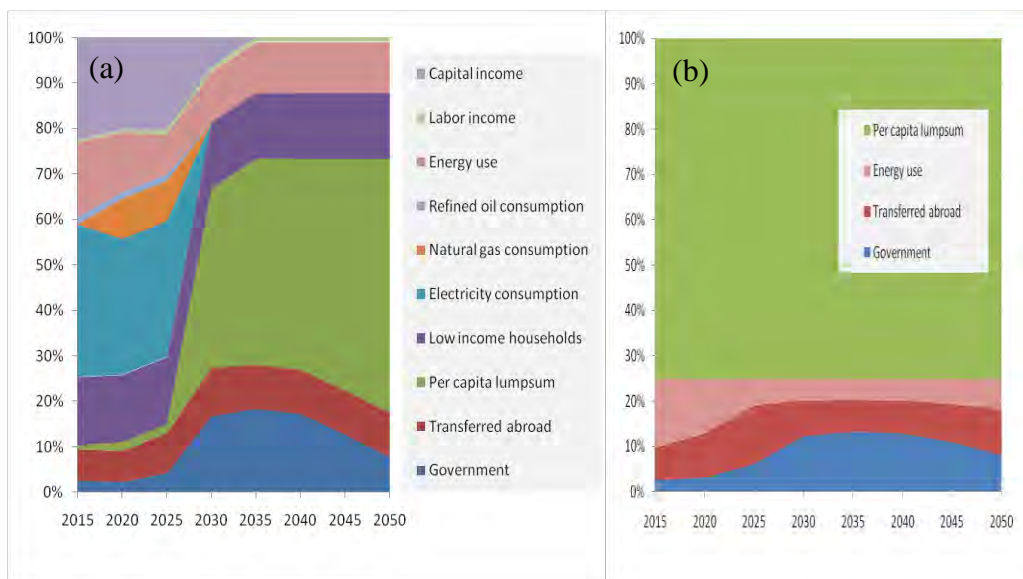 100%
90%
80%
70%
60%
50%
40%
30%
20%
10%
0%
2015 2020 2025 2030 2035 2040 2045 2050
(a)
Capital income
Labor income
Energy use
Refined oil consumption
Natural gas consumption
Electricity consumption
Low income households
Per capita lumpsum
Transferred abroad
Government
100%
90%
80%
70%
60%
50%
40%
30%
20%
10%
0%
2015 2020 2025 2030 2035 2040 2045 2050
(b)
Per capita lumpsum
Energy use
Transferred abroad
Government